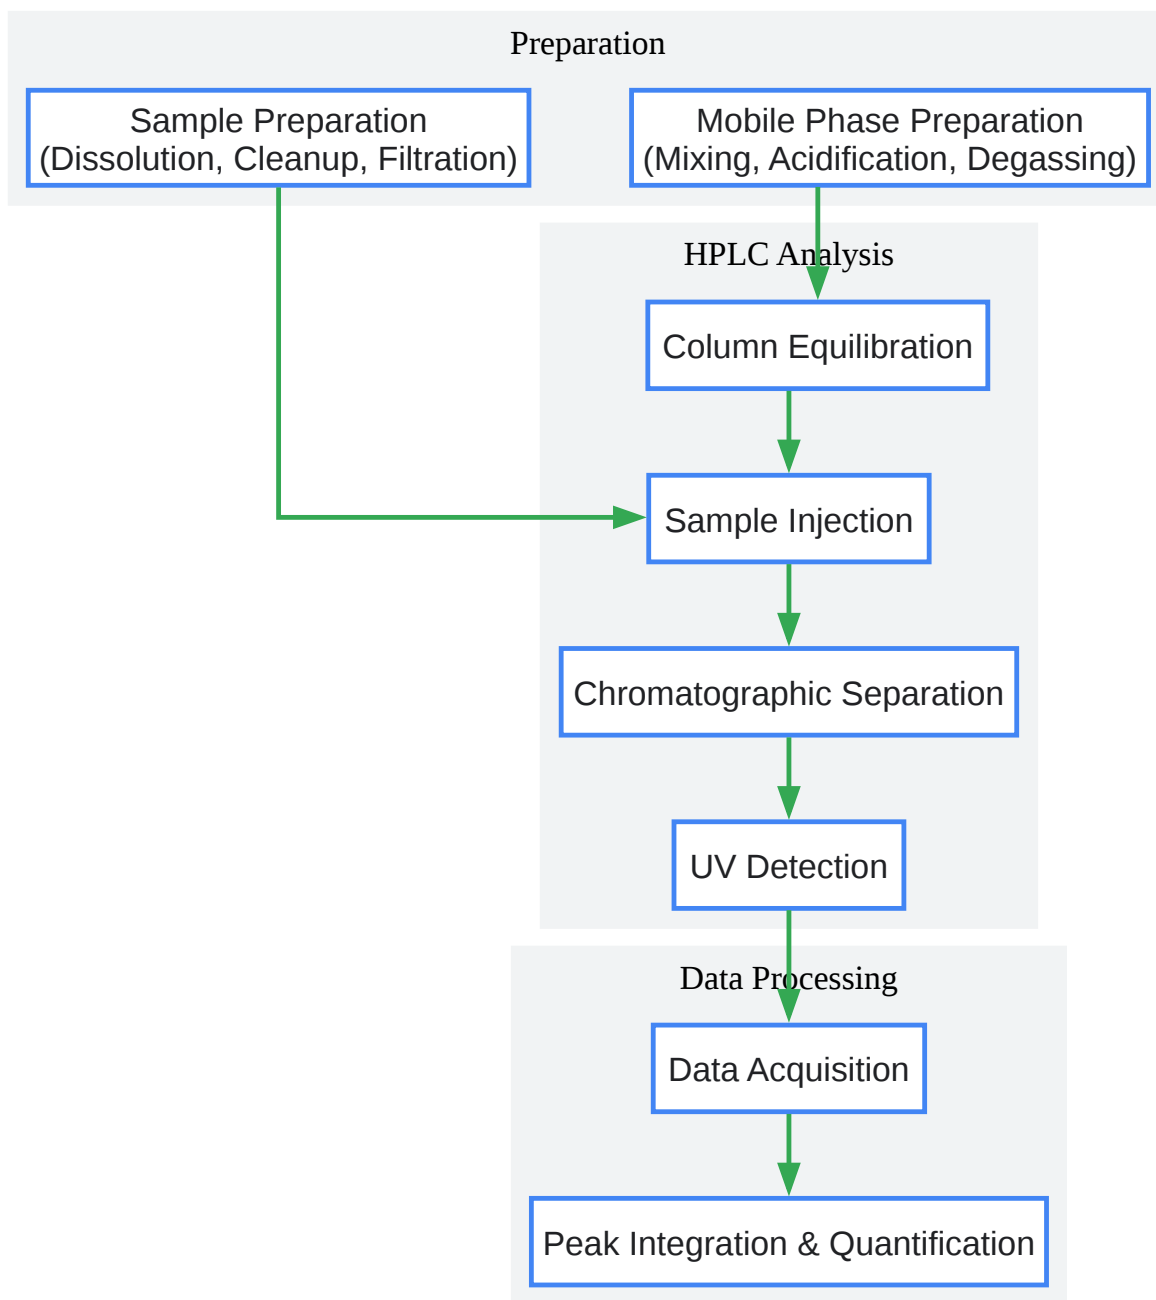 Preparation
Sample Preparation
(Dissolution, Cleanup, Filtration)
Mobile Phase Preparation
(Mixing, Acidification, Degassing)
HPLC Analysis
Column Equilibration
Sample Injection
Chromatographic Separation
UV Detection
Data Processing
Data Acquisition
Peak Integration & Quantification